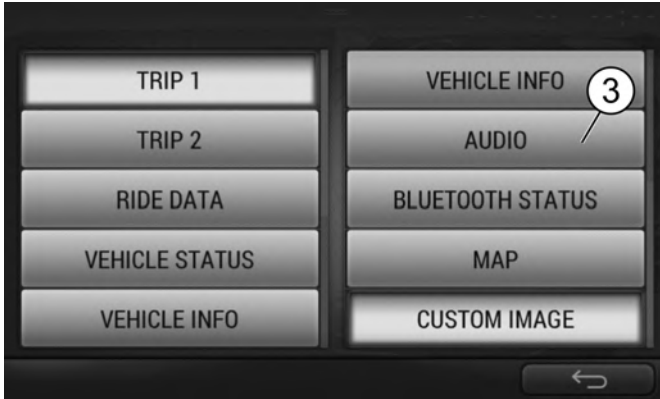 TRIP 1
TRIP 2
RIDE DATA
VEHICLE STATUS
VEHICLE INFO
VEHICLE INFO
3
AUDIO
BLUETOOTH STATUS
MAP
CUSTOM IMAGE